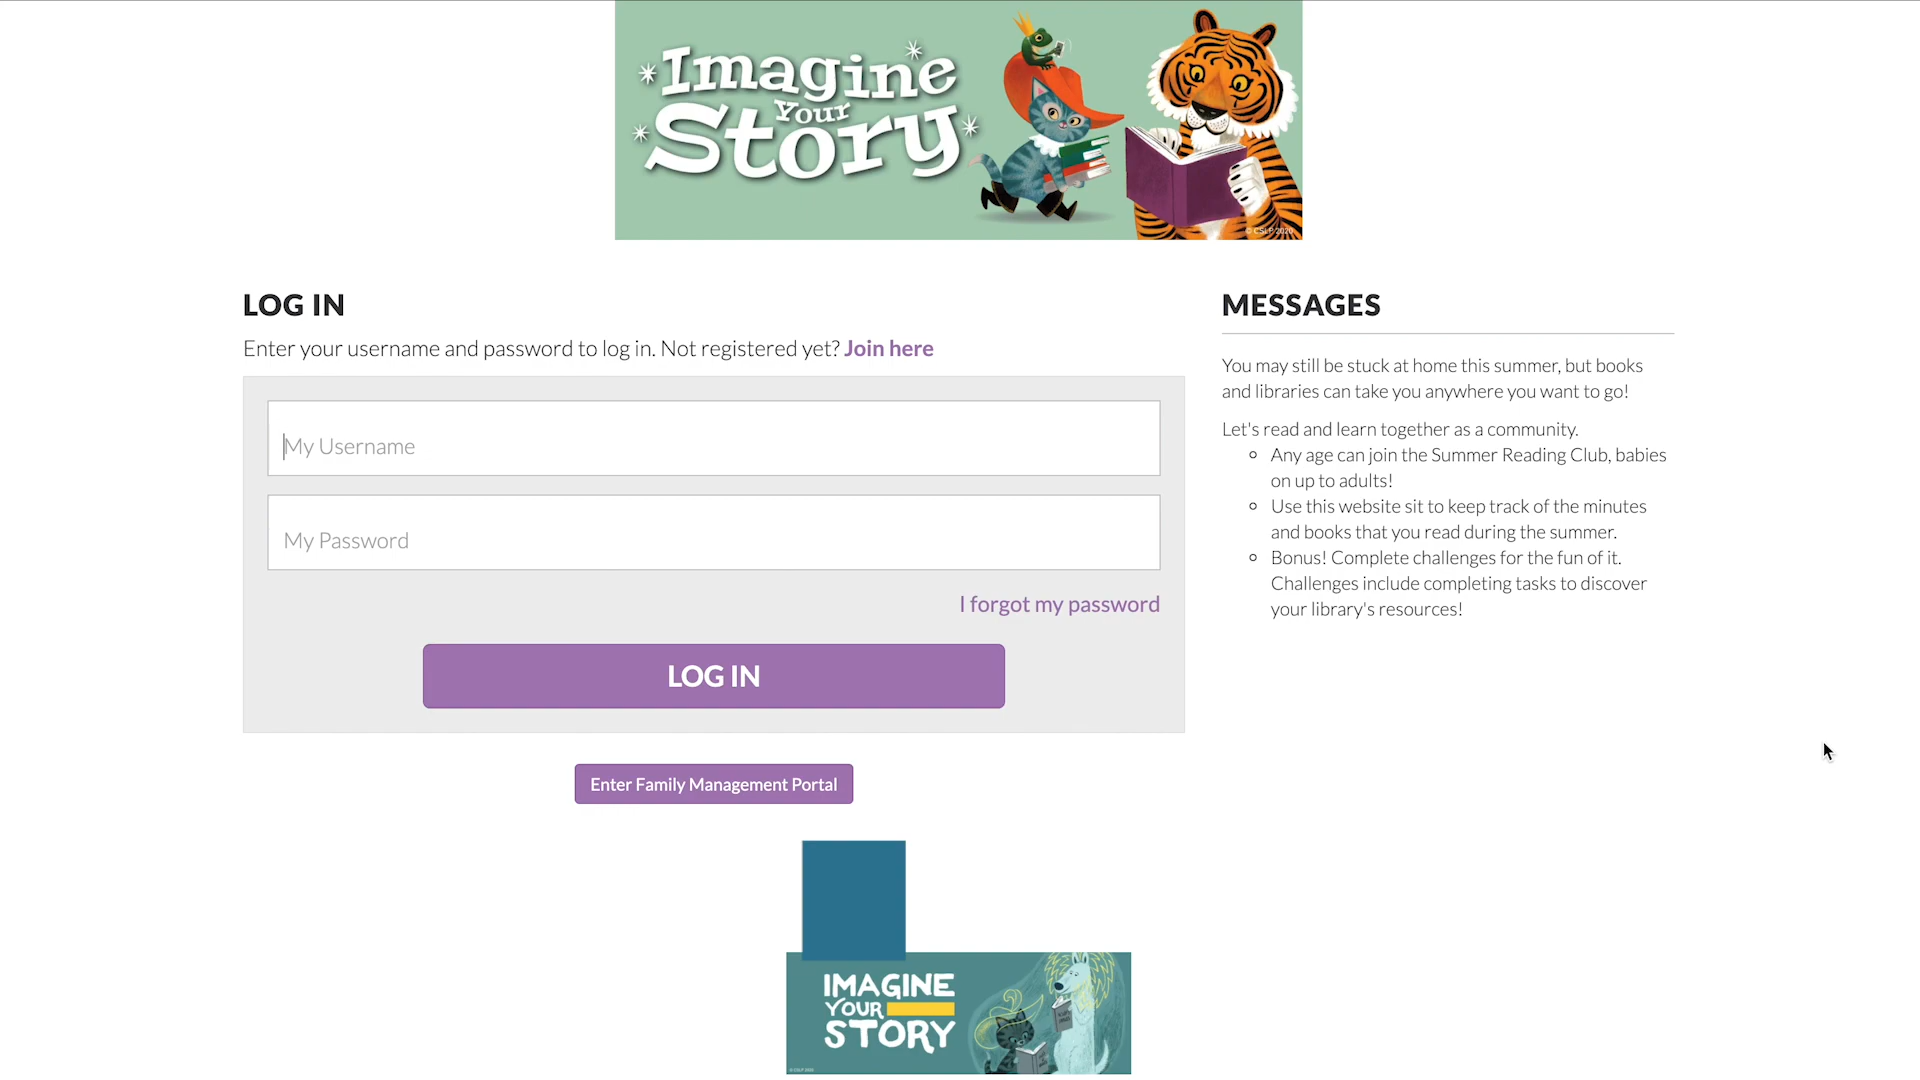 Imagine
Your
Story
© CSLP 2020
LOG IN
Enter your username and password to log in. Not registered yet? Join here
My Username
My Password
I forgot my password
LOG IN
Enter Family Management Portal
MESSAGES
You may still be stuck at home this summer, but books
and libraries can take you anywhere you want to go!
Let's read and learn together as a community.
Any age can join the Summer Reading Club, babies
on up to adults!
Use this website sit to keep track of the minutes
and books that you read during the summer.
Bonus! Complete challenges for the fun of it.
Challenges include completing tasks to discover
your library's resources!
IMAGINE
YOUR
STORY